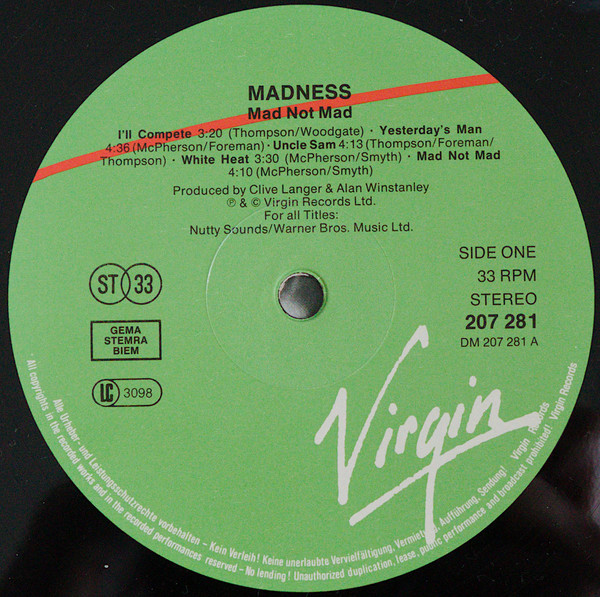 MADNESS
Mad Not Mad
I'll Compete 3:20 (Thompson/Woodgate) · Yesterday's Man
4:36 (McPherson/Foreman) · Uncle Sam 4:13 (Thompson/Foreman/
Thompson) · White Heat 3:30 (McPherson/Smyth) · Mad Not Mad
4:10 (McPherson/Smyth)
Produced by Clive Langer & Alan Winstanley
℗ & © Virgin Records Ltd.
For all Titles:
Nutty Sounds/Warner Bros. Music Ltd.
SIDE ONE
33 RPM
STEREO
207 281
DM 207 281 A
ST 33
GEMA
STEMRA
BIEM
LC 3098
Virgin
Alle Urheber- und Leistungsschutzrechte vorbehalten – Kein Verleih! Keine unerlaubte Vervielfältigung, Vermietung, Aufführung, Sendung! Virgin Records
All copyrights in the recorded works and in the recorded performances reserved – No lending! Unauthorized duplication, lease, public performance and broadcast prohibited! Virgin Records